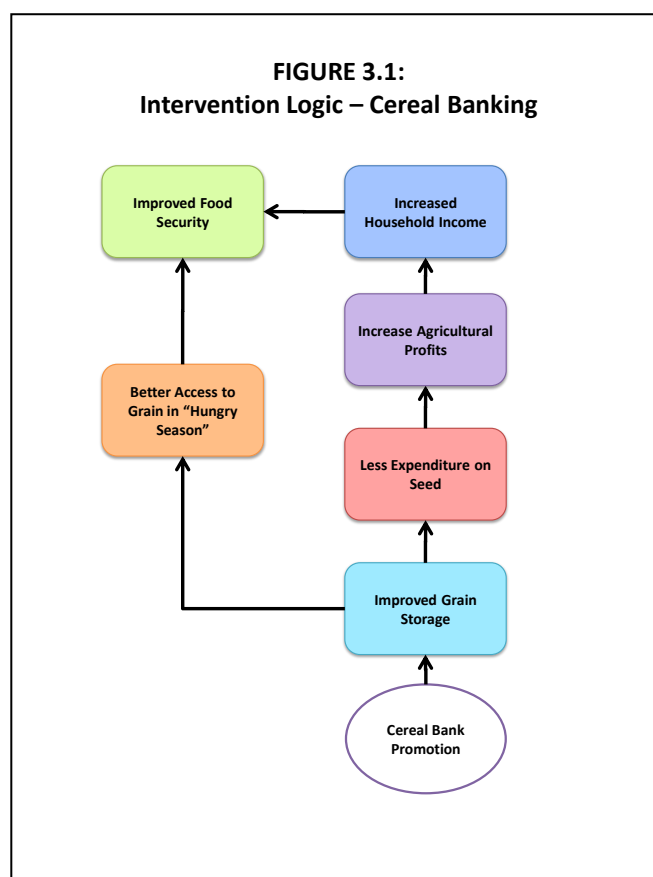 FIGURE 3.1:
Intervention Logic – Cereal Banking
Improved Food
Security
Increased
Household Income
Increase Agricultural
Profits
Better Access to
Grain in “Hungry
Season”
Less Expenditure on
Seed
Improved Grain
Storage
Cereal Bank
Promotion